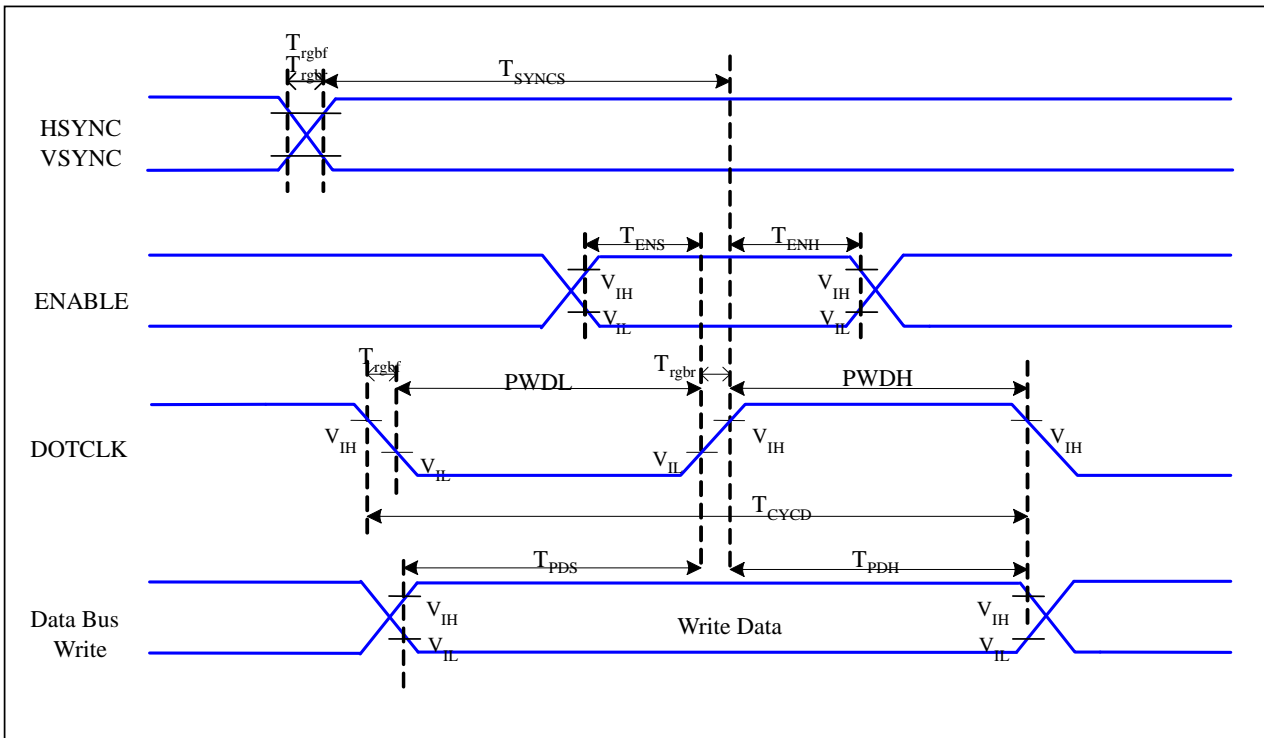 Trgbf
Trgbr
TSYNCS
HSYNC
VSYNC
TENS
TENH
VIH
VIH
ENABLE
VIL
VIL
Trgbf
Trgbr
PWDL
PWDH
VIH
VIH
VIH
DOTCLK
VIL
VIL
TCYCD
TPDS
TPDH
VIH
VIH
Data Bus
Write
Write Data
VIL
VIL